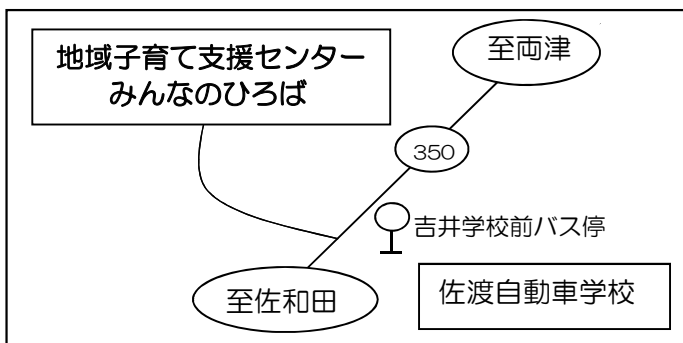 地域子育て支援センター
みんなのひろば
至両津
350
吉井学校前バス停
至佐和田
佐渡自動車学校